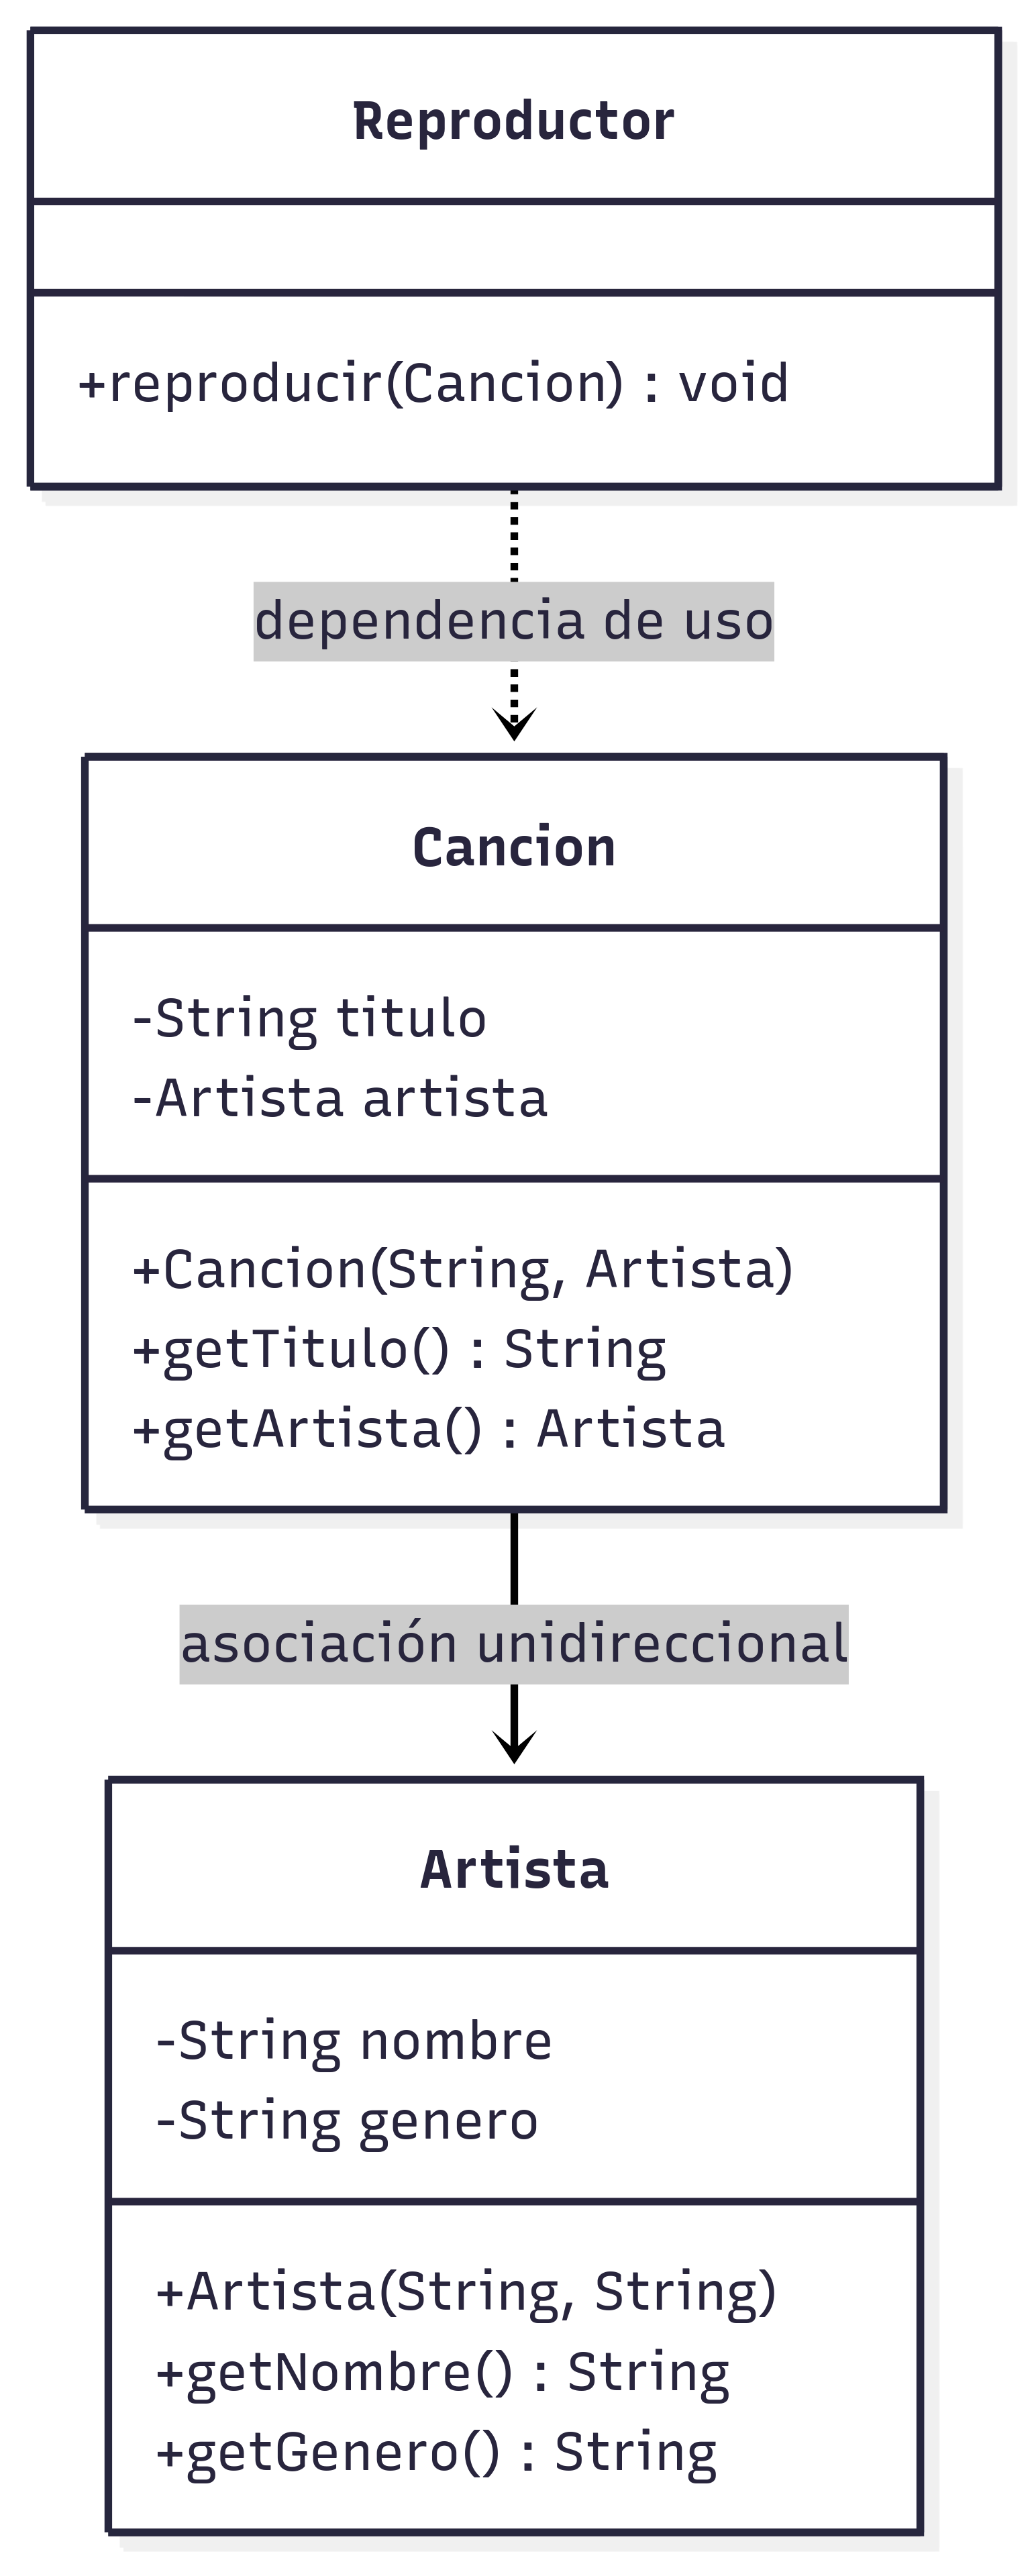 Reproductor
+reproducir(Cancion) : void
dependencia de uso
Cancion
-String titulo
-Artista artista
+Cancion(String, Artista)
+getTitulo() : String
+getArtista() : Artista
asociación unidireccional
Artista
-String nombre
-String genero
+Artista(String, String)
+getNombre() : String
+getGenero() : String